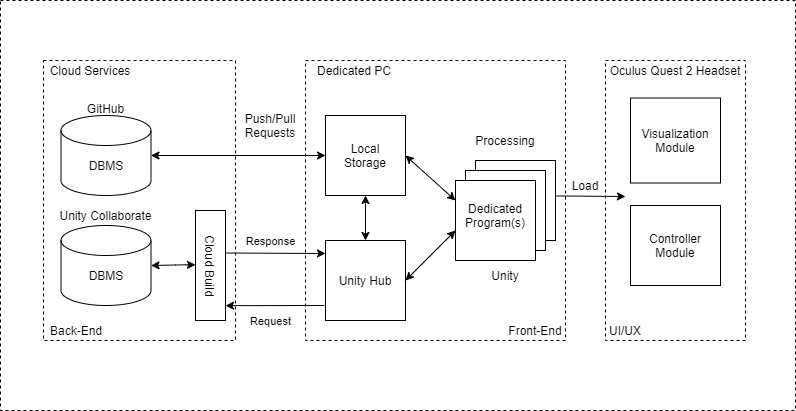 Cloud Services
GitHub
DBMS
Unity Collaborate
DBMS
Cloud Build
Back-End
Push/Pull
Requests
Response
Request
Dedicated PC
Local
Storage
Unity Hub
Processing
Dedicated
Program(s)
Unity
Front-End
Load
Oculus Quest 2 Headset
Visualization
Module
Controller
Module
UI/UX